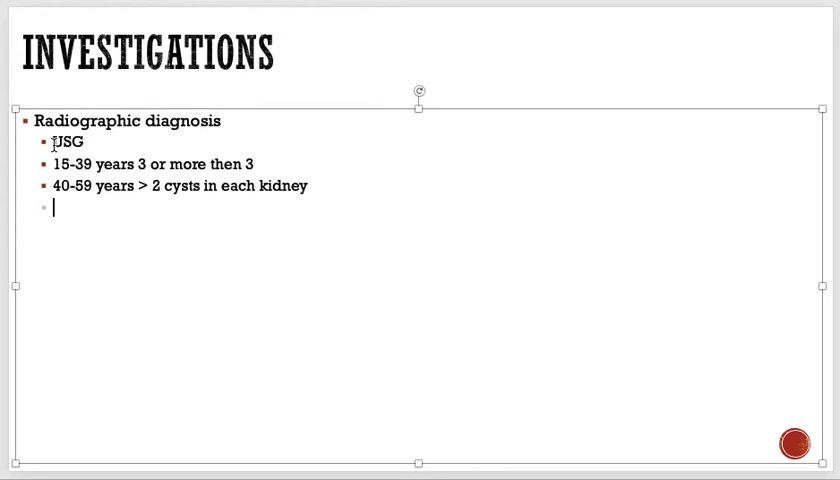 INVESTIGATIONS
Radiographic diagnosis
USG
15-39 years 3 or more then 3
40-59 years > 2 cysts in each kidney